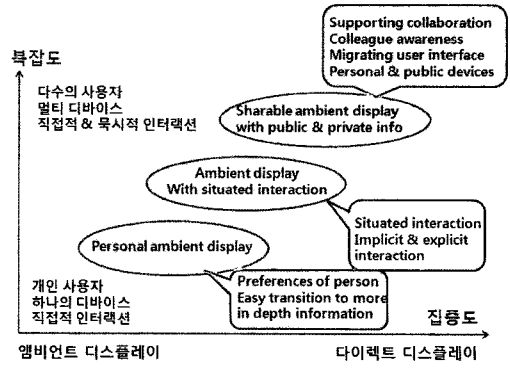 Supporting collaboration
Colleague awareness
Migrating user interface
Personal & public devices
복잡도
다수의 사용자
멀티 디바이스
직접적 & 묵시적 인터랙션
Sharable ambient display
with public & private info
Ambient display
With situated interaction
Situated interaction
Implicit & explicit
interaction
Personal ambient display
Preferences of person
Easy transition to more
in depth information
개인 사용자
하나의 디바이스
직접적 인터랙션
집중도
앰비언트 디스플레이
다이렉트 디스플레이